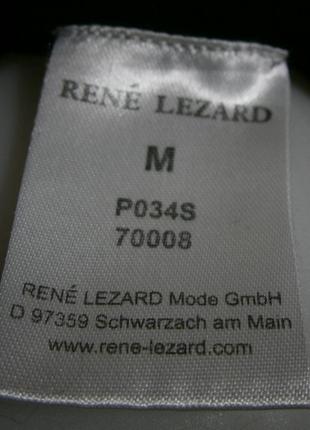 RENÉ LEZARD
M
P034S
70008
RENÉ LEZARD Mode GmbH
D 97359 Schwarzach am Main
www.rene-lezard.com